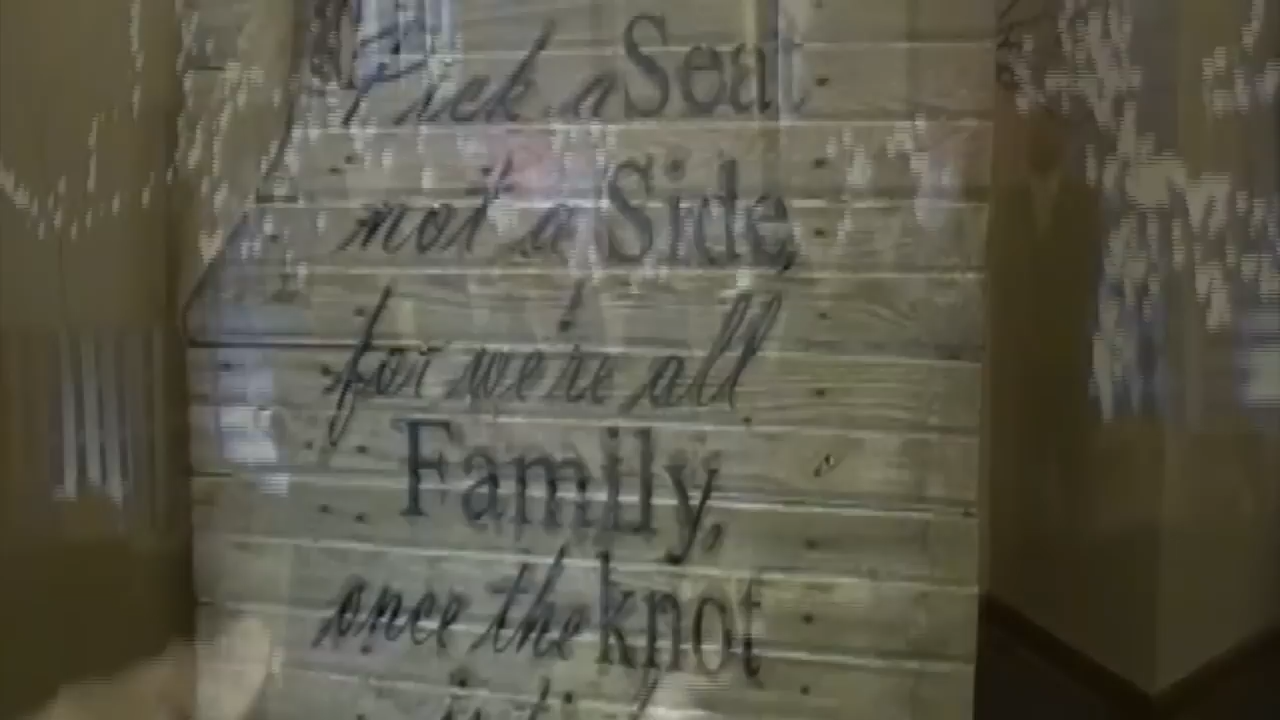 Pick a Seat
not a Side,
for we're all
Family,
once the knot